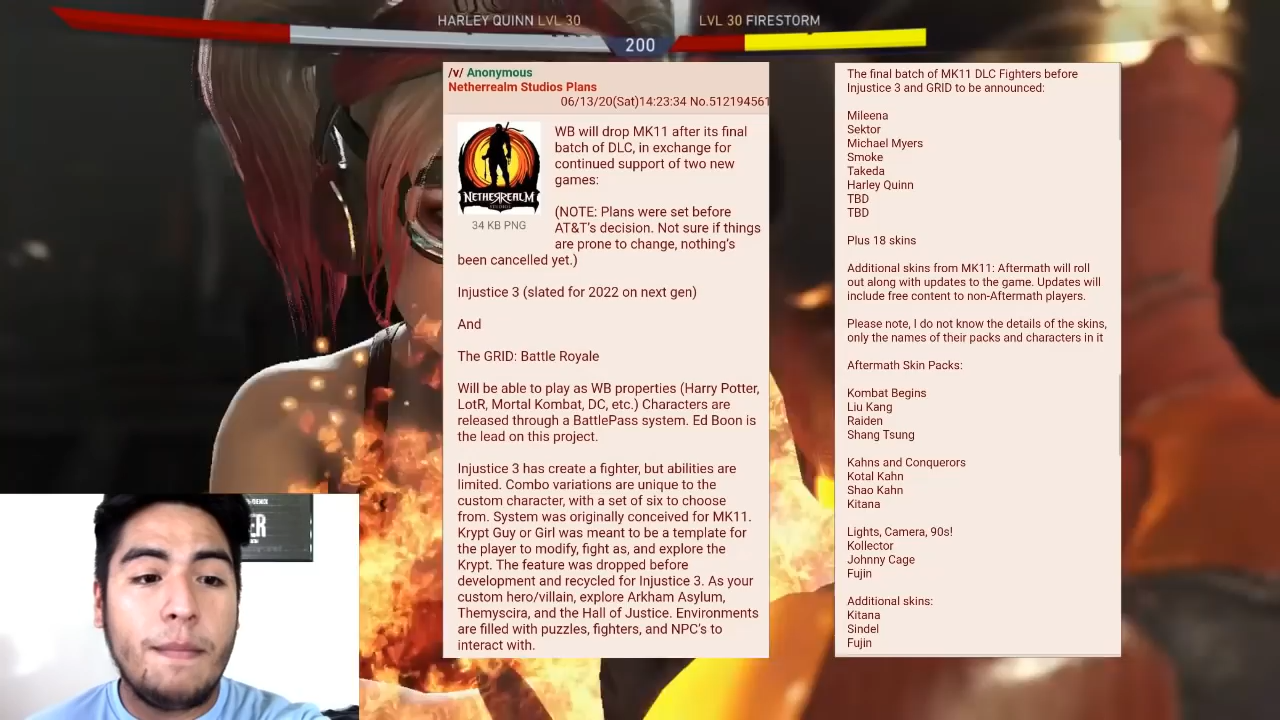 HARLEY QUINN LVL 30
LVL 30 FIRESTORM
200
/v/ Anonymous
Netherrealm Studios Plans
06/13/20(Sat)14:23:34 No.512194561
NETHERREALM
34 KB PNG
WB will drop MK11 after its final
batch of DLC, in exchange for
continued support of two new
games:
(NOTE: Plans were set before
AT&T's decision. Not sure if things
are prone to change, nothing's
been cancelled yet.)
Injustice 3 (slated for 2022 on next gen)
And
The GRID: Battle Royale
Will be able to play as WB properties (Harry Potter,
LotR, Mortal Kombat, DC, etc.) Characters are
released through a BattlePass system. Ed Boon is
the lead on this project.
Injustice 3 has create a fighter, but abilities are
limited. Combo variations are unique to the
custom character, with a set of six to choose
from. System was originally conceived for MK11.
Krypt Guy or Girl was meant to be a template for
the player to modify, fight as, and explore the
Krypt. The feature was dropped before
development and recycled for Injustice 3. As your
custom hero/villain, explore Arkham Asylum,
Themyscira, and the Hall of Justice. Environments
are filled with puzzles, fighters, and NPC's to
interact with.
The final batch of MK11 DLC Fighters before
Injustice 3 and GRID to be announced:
Mileena
Sektor
Michael Myers
Smoke
Takeda
Harley Quinn
TBD
TBD
Plus 18 skins
Additional skins from MK11: Aftermath will roll
out along with updates to the game. Updates will
include free content to non-Aftermath players.
Please note, I do not know the details of the skins,
only the names of their packs and characters in it
Aftermath Skin Packs:
Kombat Begins
Liu Kang
Raiden
Shang Tsung
Kahns and Conquerors
Kotal Kahn
Shao Kahn
Kitana
Lights, Camera, 90s!
Kollector
Johnny Cage
Fujin
Additional skins:
Kitana
Sindel
Fujin
ER